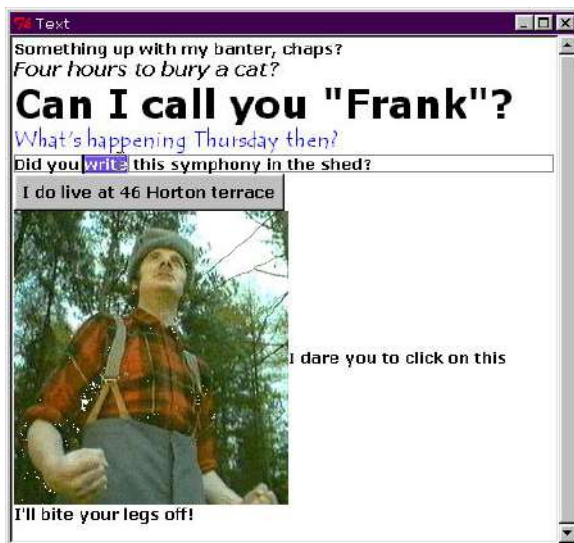 Text
Something up with my banter, chaps?
Four hours to bury a cat?
Can I call you "Frank"?
What's happening Thursday then?
Did you write this symphony in the shed?
I do live at 46 Horton terrace
I dare you to click on this
I'll bite your legs off!